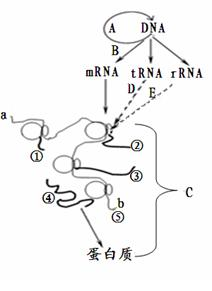 A DNA
B
mRNA tRNA rRNA
D E
a
① ②
③
④ b
⑤
C
蛋白质